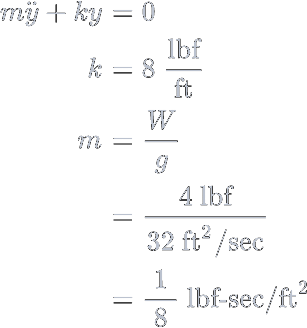 mÿ + ky = 0
k = 8 lbf/ft
m = W/g
= 4 lbf / 32 ft²/sec
= 1/8 lbf-sec/ft²